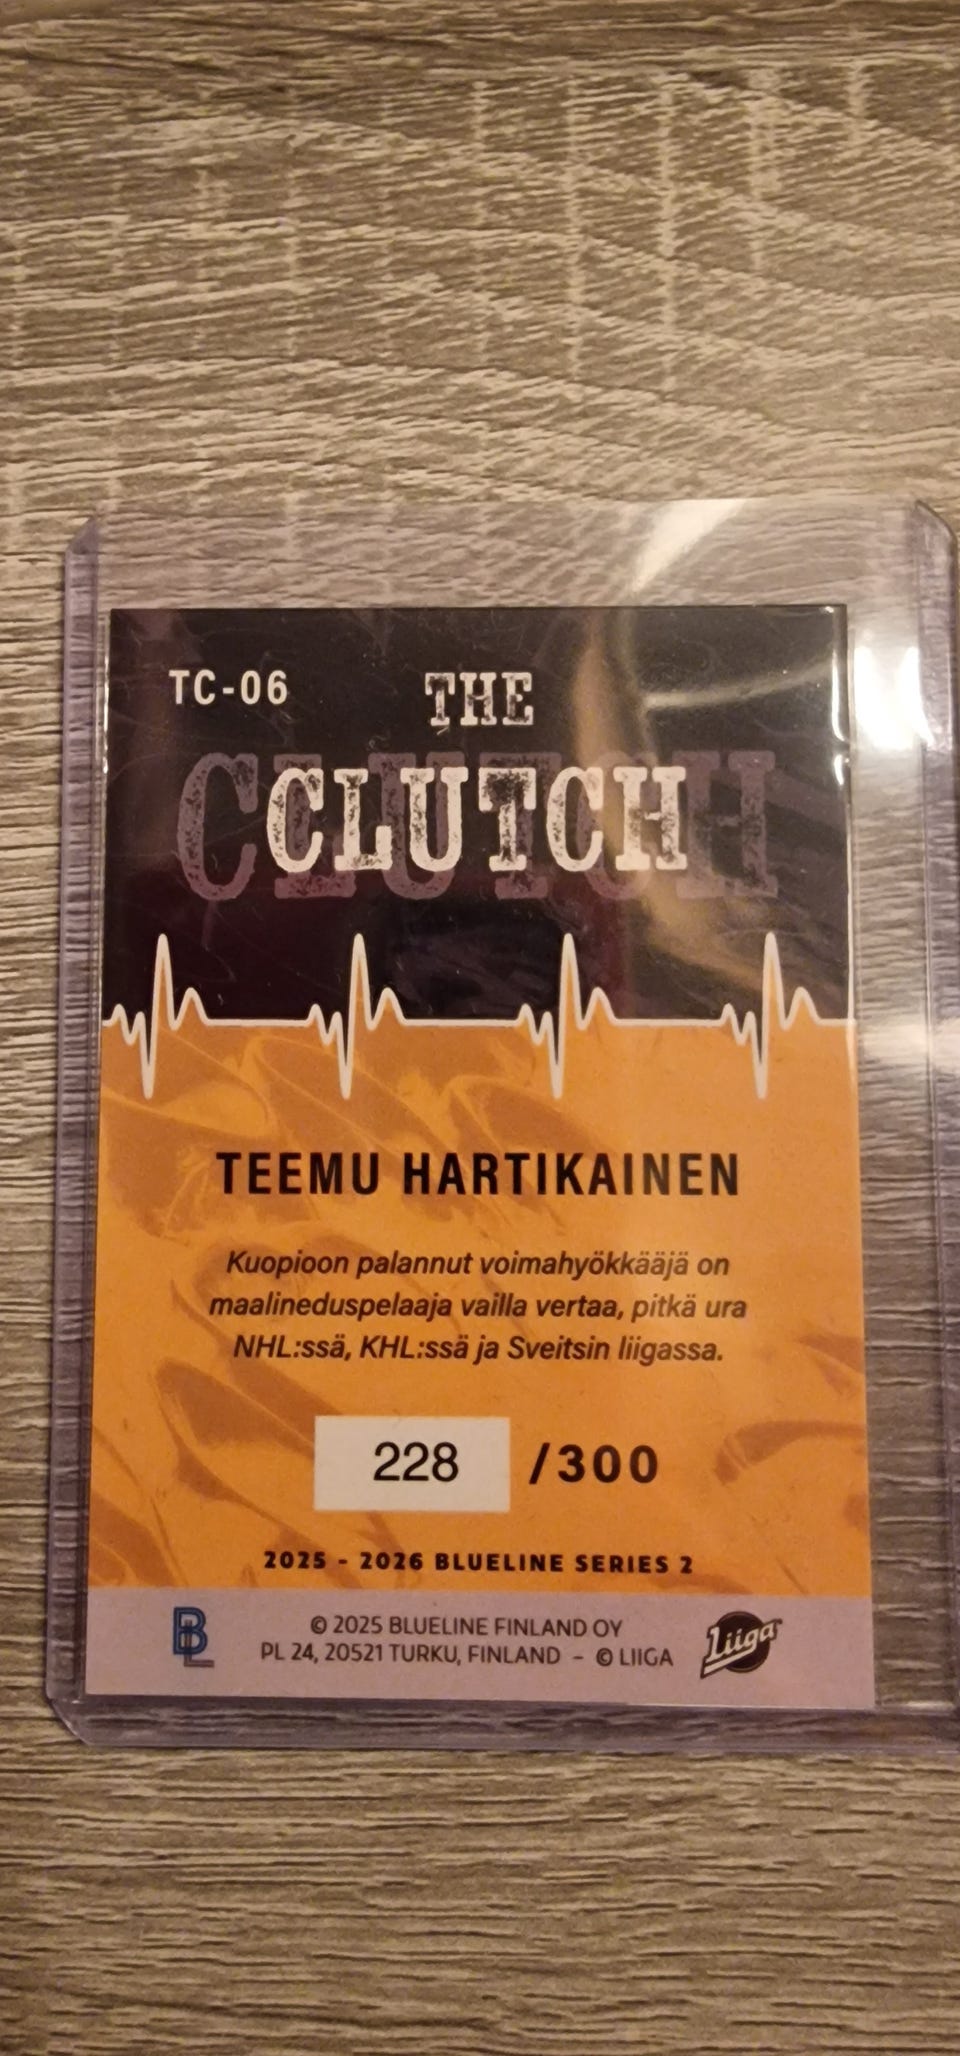 TC-06
THE
CLUTCH
TEEMU HARTIKAINEN
Kuopioon palannut voimahyökkääjä on
maalineduspelaaja vailla vertaa, pitkä ura
NHL:ssä, KHL:ssä ja Sveitsin liigassa.
228 /300
2025 - 2026 BLUELINE SERIES 2
BL
© 2025 BLUELINE FINLAND OY
PL 24, 20521 TURKU, FINLAND - © LIIGA
Liiga